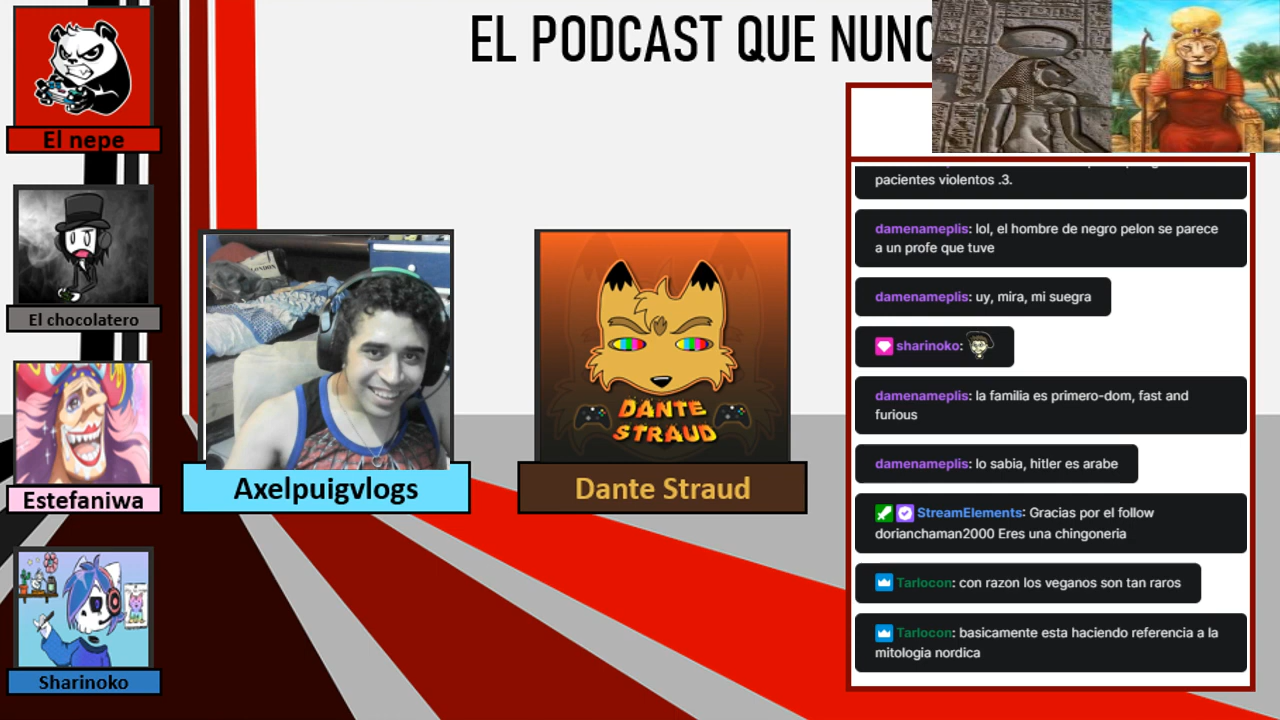 EL PODCAST QUE NUNC
El nepe
El chocolatero
Estefaniwa
Sharinoko
Axelpuigvlogs
DANTE
STRAUD
Dante Straud
LONDON
pacientes violentos .3.
damenameplis: lol, el hombre de negro pelon se parece
a un profe que tuve
damenameplis: uy, mira, mi suegra
sharinoko:
damenameplis: la familia es primero-dom, fast and
furious
damenameplis: lo sabia, hitler es arabe
StreamElements: Gracias por el follow
dorianchaman2000 Eres una chingoneria
Tarlocon: con razon los veganos son tan raros
Tarlocon: basicamente esta haciendo referencia a la
mitologia nordica